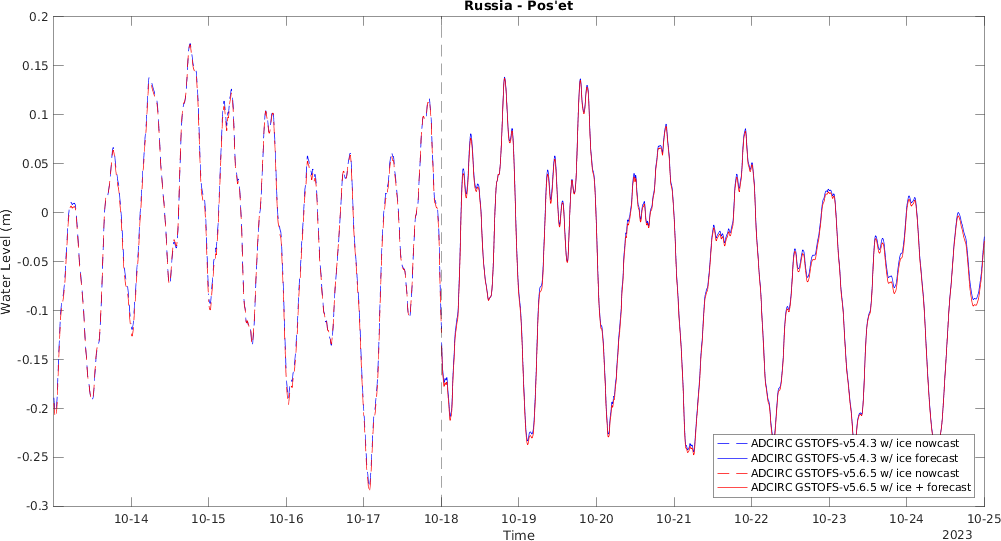 Russia - Pos'et
0.2
0.15
0.1
0.05
0
-0.05
-0.1
-0.15
-0.2
-0.25
-0.3
Water Level (m)
ADCIRC GSTOFS-v5.4.3 w/ ice nowcast
ADCIRC GSTOFS-v5.4.3 w/ ice forecast
ADCIRC GSTOFS-v5.6.5 w/ ice nowcast
ADCIRC GSTOFS-v5.6.5 w/ ice + forecast
10-14 10-15 10-16 10-17 10-18 10-19 10-20 10-21 10-22 10-23 10-24 10-25
Time
2023